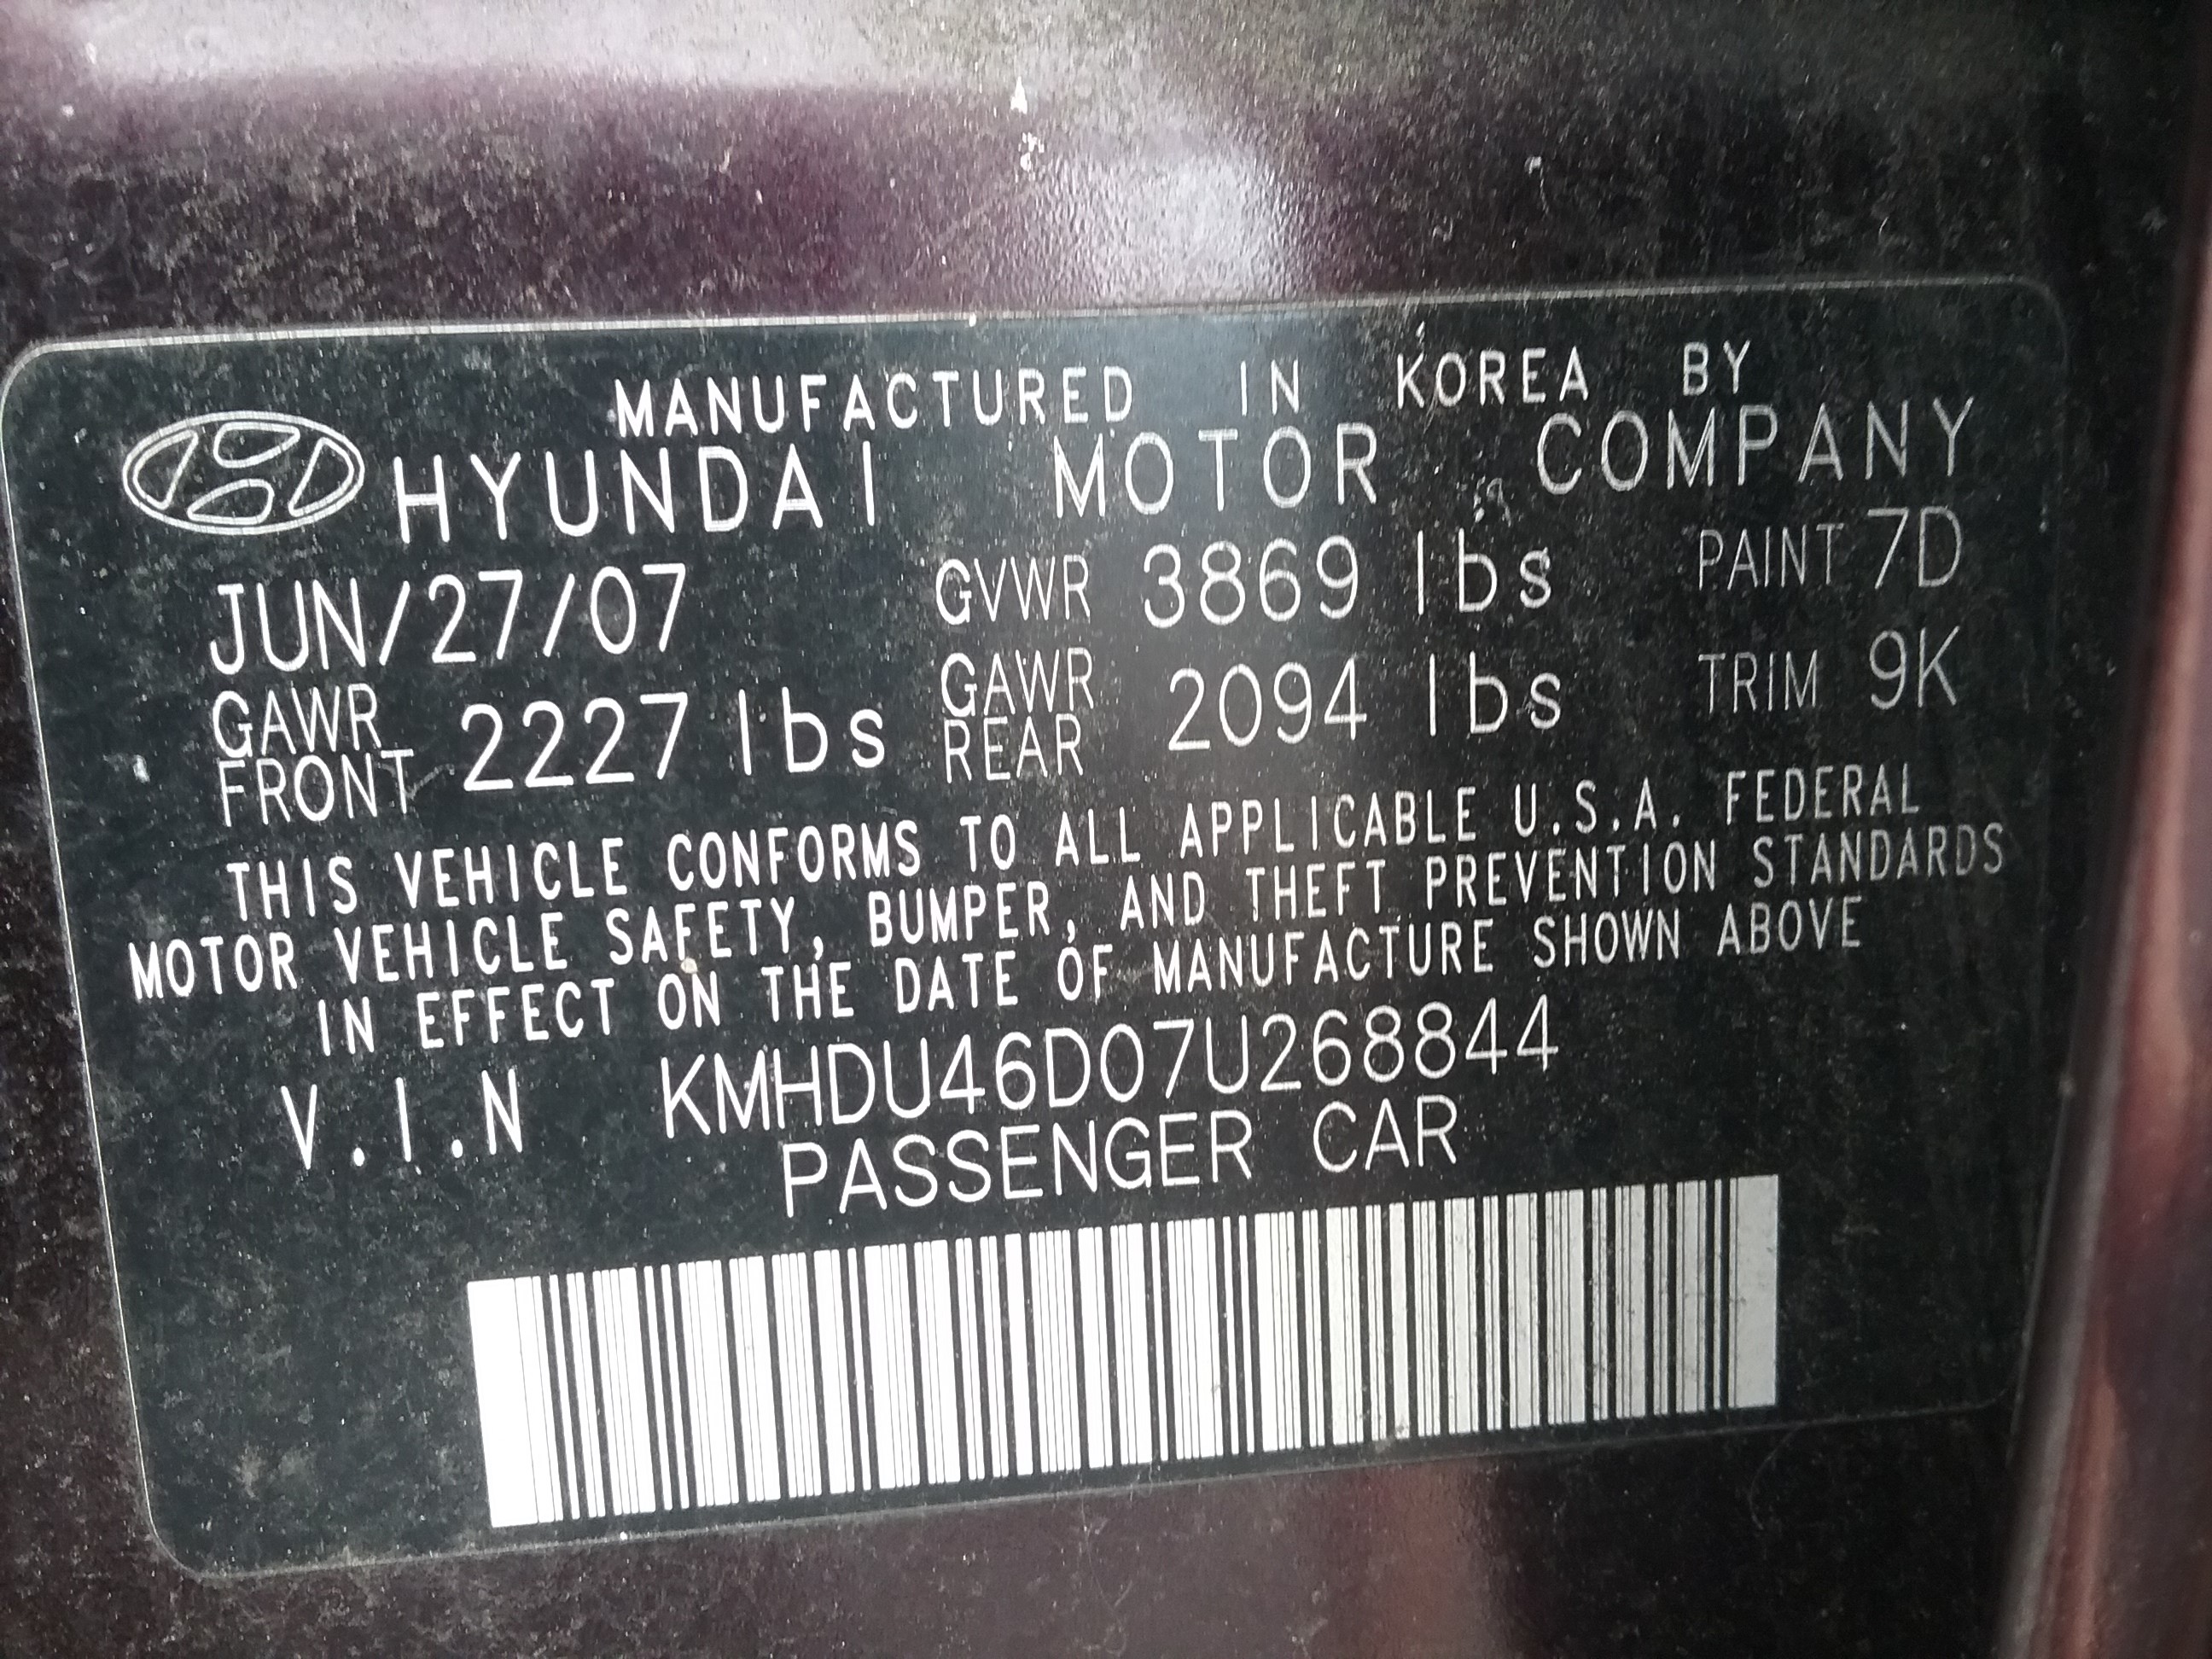 MANUFACTURED IN KOREA BY
HYUNDAI MOTOR COMPANY
JUN/27/07 GVWR 3869 lbs PAINT 7D
GAWR FRONT 2227 lbs GAWR REAR 2094 lbs TRIM 9K
THIS VEHICLE CONFORMS TO ALL APPLICABLE U.S.A. FEDERAL
MOTOR VEHICLE SAFETY, BUMPER, AND THEFT PREVENTION STANDARDS
IN EFFECT ON THE DATE OF MANUFACTURE SHOWN ABOVE
V.I.N KMHDU46D07U268844
PASSENGER CAR